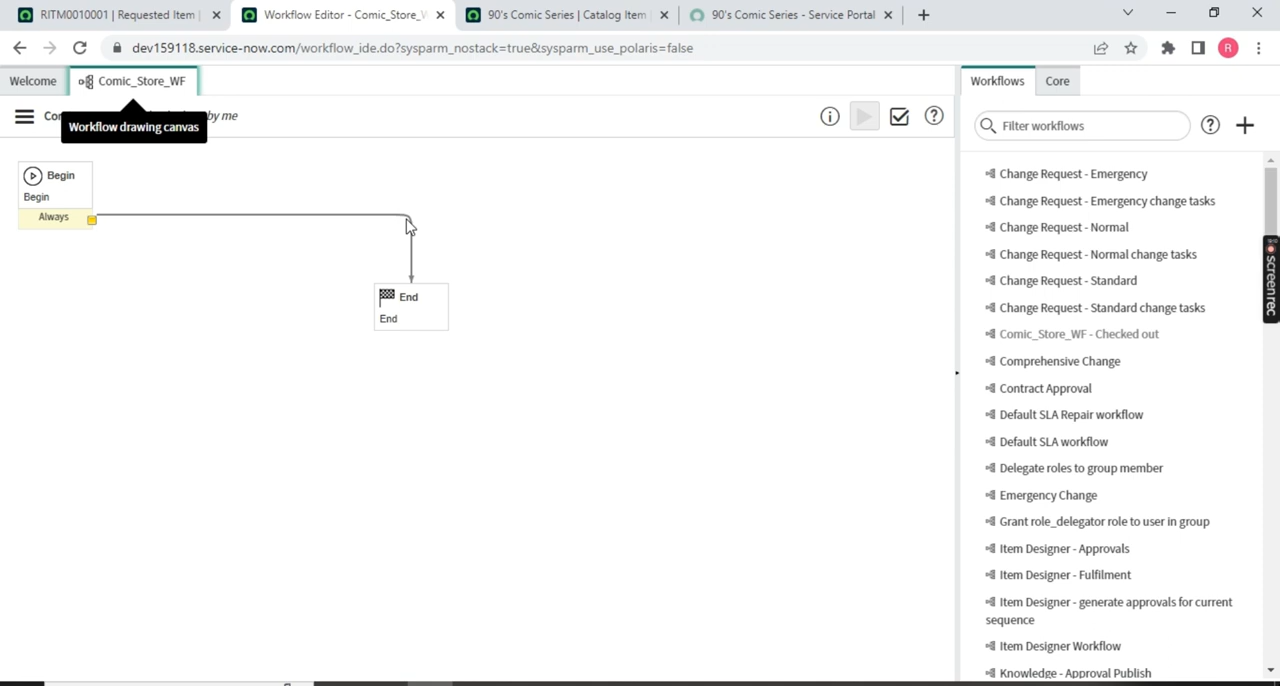 RITM0010001 | Requested Item |
Workflow Editor - Comic_Store_W
90's Comic Series | Catalog Item
90's Comic Series - Service Portal
dev159118.service-now.com/workflow_ide.do?sysparm_nostack=true&sysparm_use_polaris=false
R
Welcome
Comic_Store_WF
Workflows
Core
by me
Workflow drawing canvas
Filter workflows
Begin
Begin
Always
End
End
Change Request - Emergency
Change Request - Emergency change tasks
Change Request - Normal
Change Request - Normal change tasks
Change Request - Standard
Change Request - Standard change tasks
Comic_Store_WF - Checked out
Comprehensive Change
Contract Approval
Default SLA Repair workflow
Default SLA workflow
Delegate roles to group member
Emergency Change
Grant role_delegator role to user in group
Item Designer - Approvals
Item Designer - Fulfilment
Item Designer - generate approvals for current
sequence
Item Designer Workflow
Knowledge - Approval Publish
screenrec